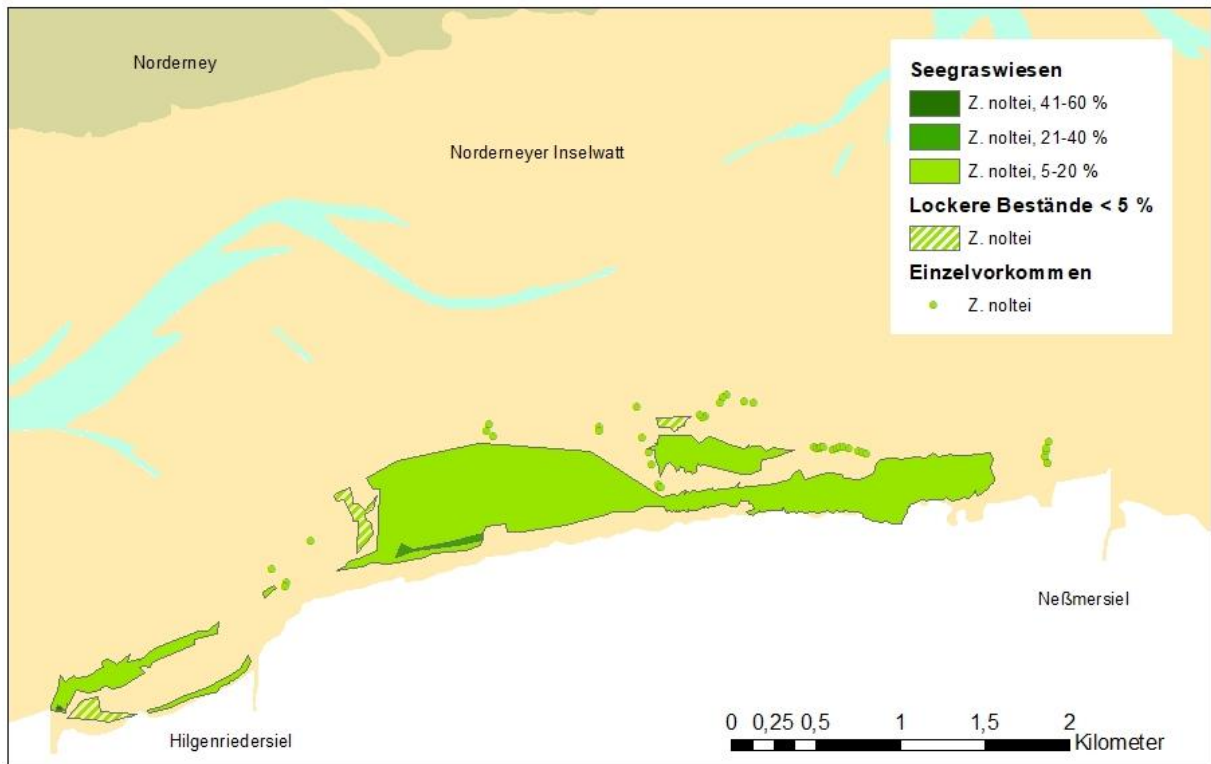 Norderney
Norderneyer Inselwatt
Seegraswiesen
Z. noltei, 41-60 %
Z. noltei, 21-40 %
Z. noltei, 5-20 %
Lockere Bestände < 5 %
Z. noltei
Einzelvorkommen
Z. noltei
Neßmersiel
Hilgenriedersiel
0 0,25 0,5 1 1,5 2
Kilometer